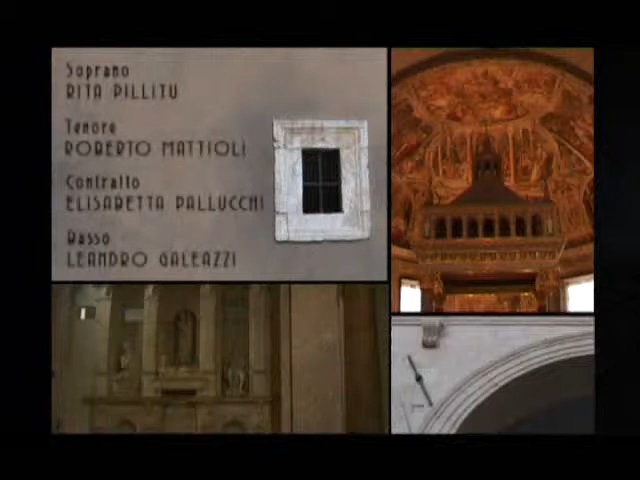 Soprano
RITA PILLITU
Tenore
ROBERTO MATTIOLI
Contralto
ELISABETTA PALLUCCHI
Basso
LEANDRO GALEAZZI